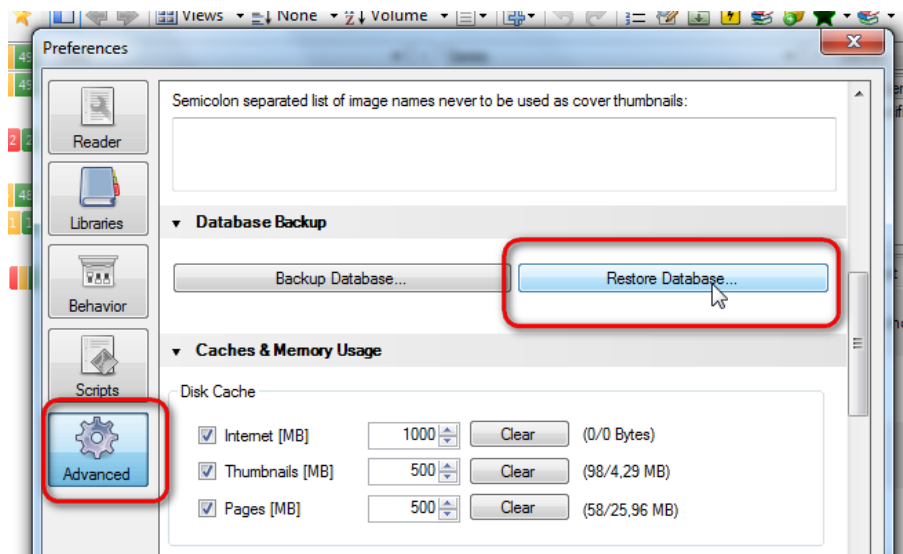 Views None Volume
Preferences
Semicolon separated list of image names never to be used as cover thumbnails:
Reader
Libraries
Database Backup
Backup Database... Restore Database...
Behavior
Caches & Memory Usage
Scripts
Disk Cache
Internet [MB] 1000 Clear (0/0 Bytes)
Advanced
Thumbnails [MB] 500 Clear (98/4,29 MB)
Pages [MB] 500 Clear (58/25,96 MB)